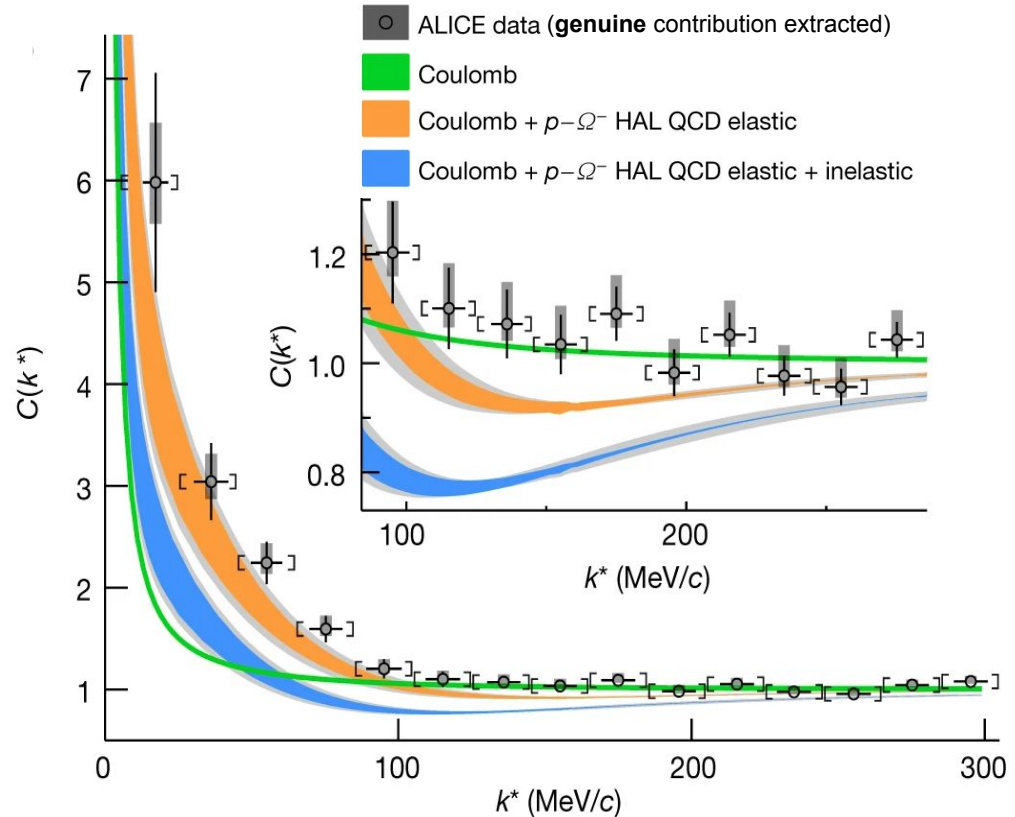 ALICE data (genuine contribution extracted)
Coulomb
Coulomb + p–Ω⁻ HAL QCD elastic
Coulomb + p–Ω⁻ HAL QCD elastic + inelastic
C(k*)
7
6
5
4
3
2
1
0
100
200
300
k* (MeV/c)
C(k*)
1.2
1.0
0.8
100
200
k* (MeV/c)